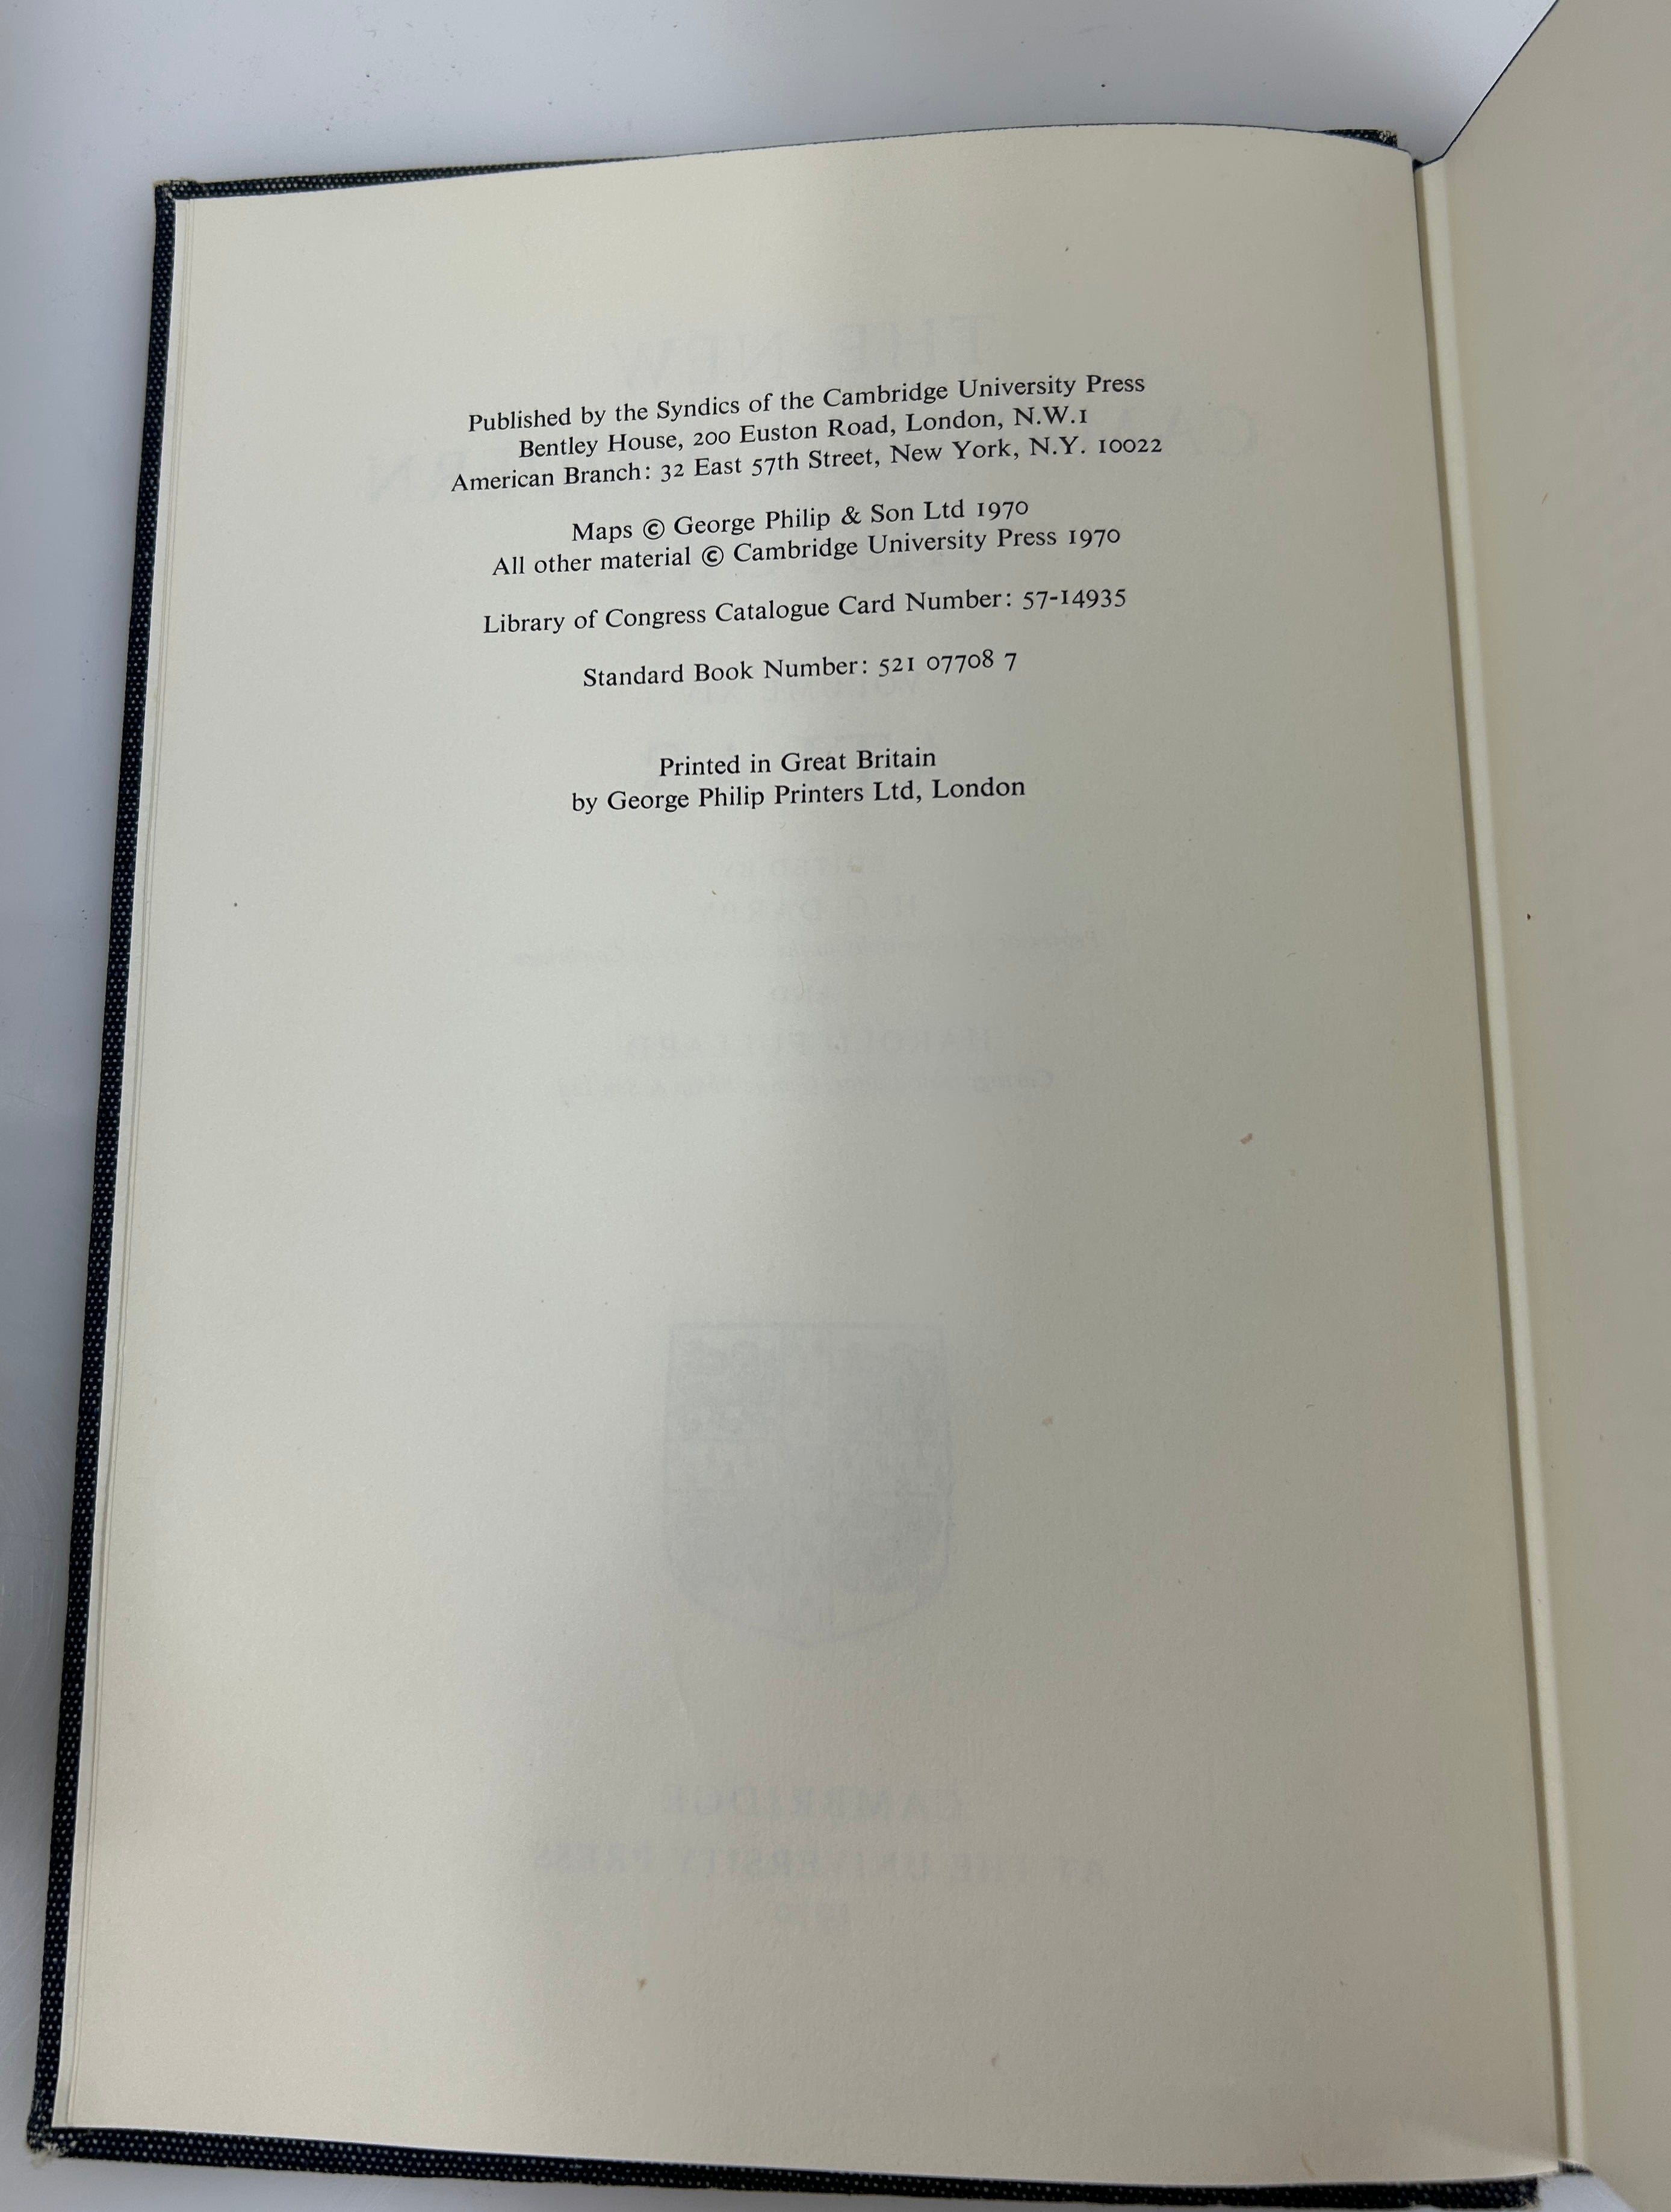 Published by the Syndics of the Cambridge University Press
Bentley House, 200 Euston Road, London, N.W.1
American Branch: 32 East 57th Street, New York, N.Y. 10022
Maps © George Philip & Son Ltd 1970
All other material © Cambridge University Press 1970
Library of Congress Catalogue Card Number: 57-14935
Standard Book Number: 521 07708 7
Printed in Great Britain
by George Philip Printers Ltd, London